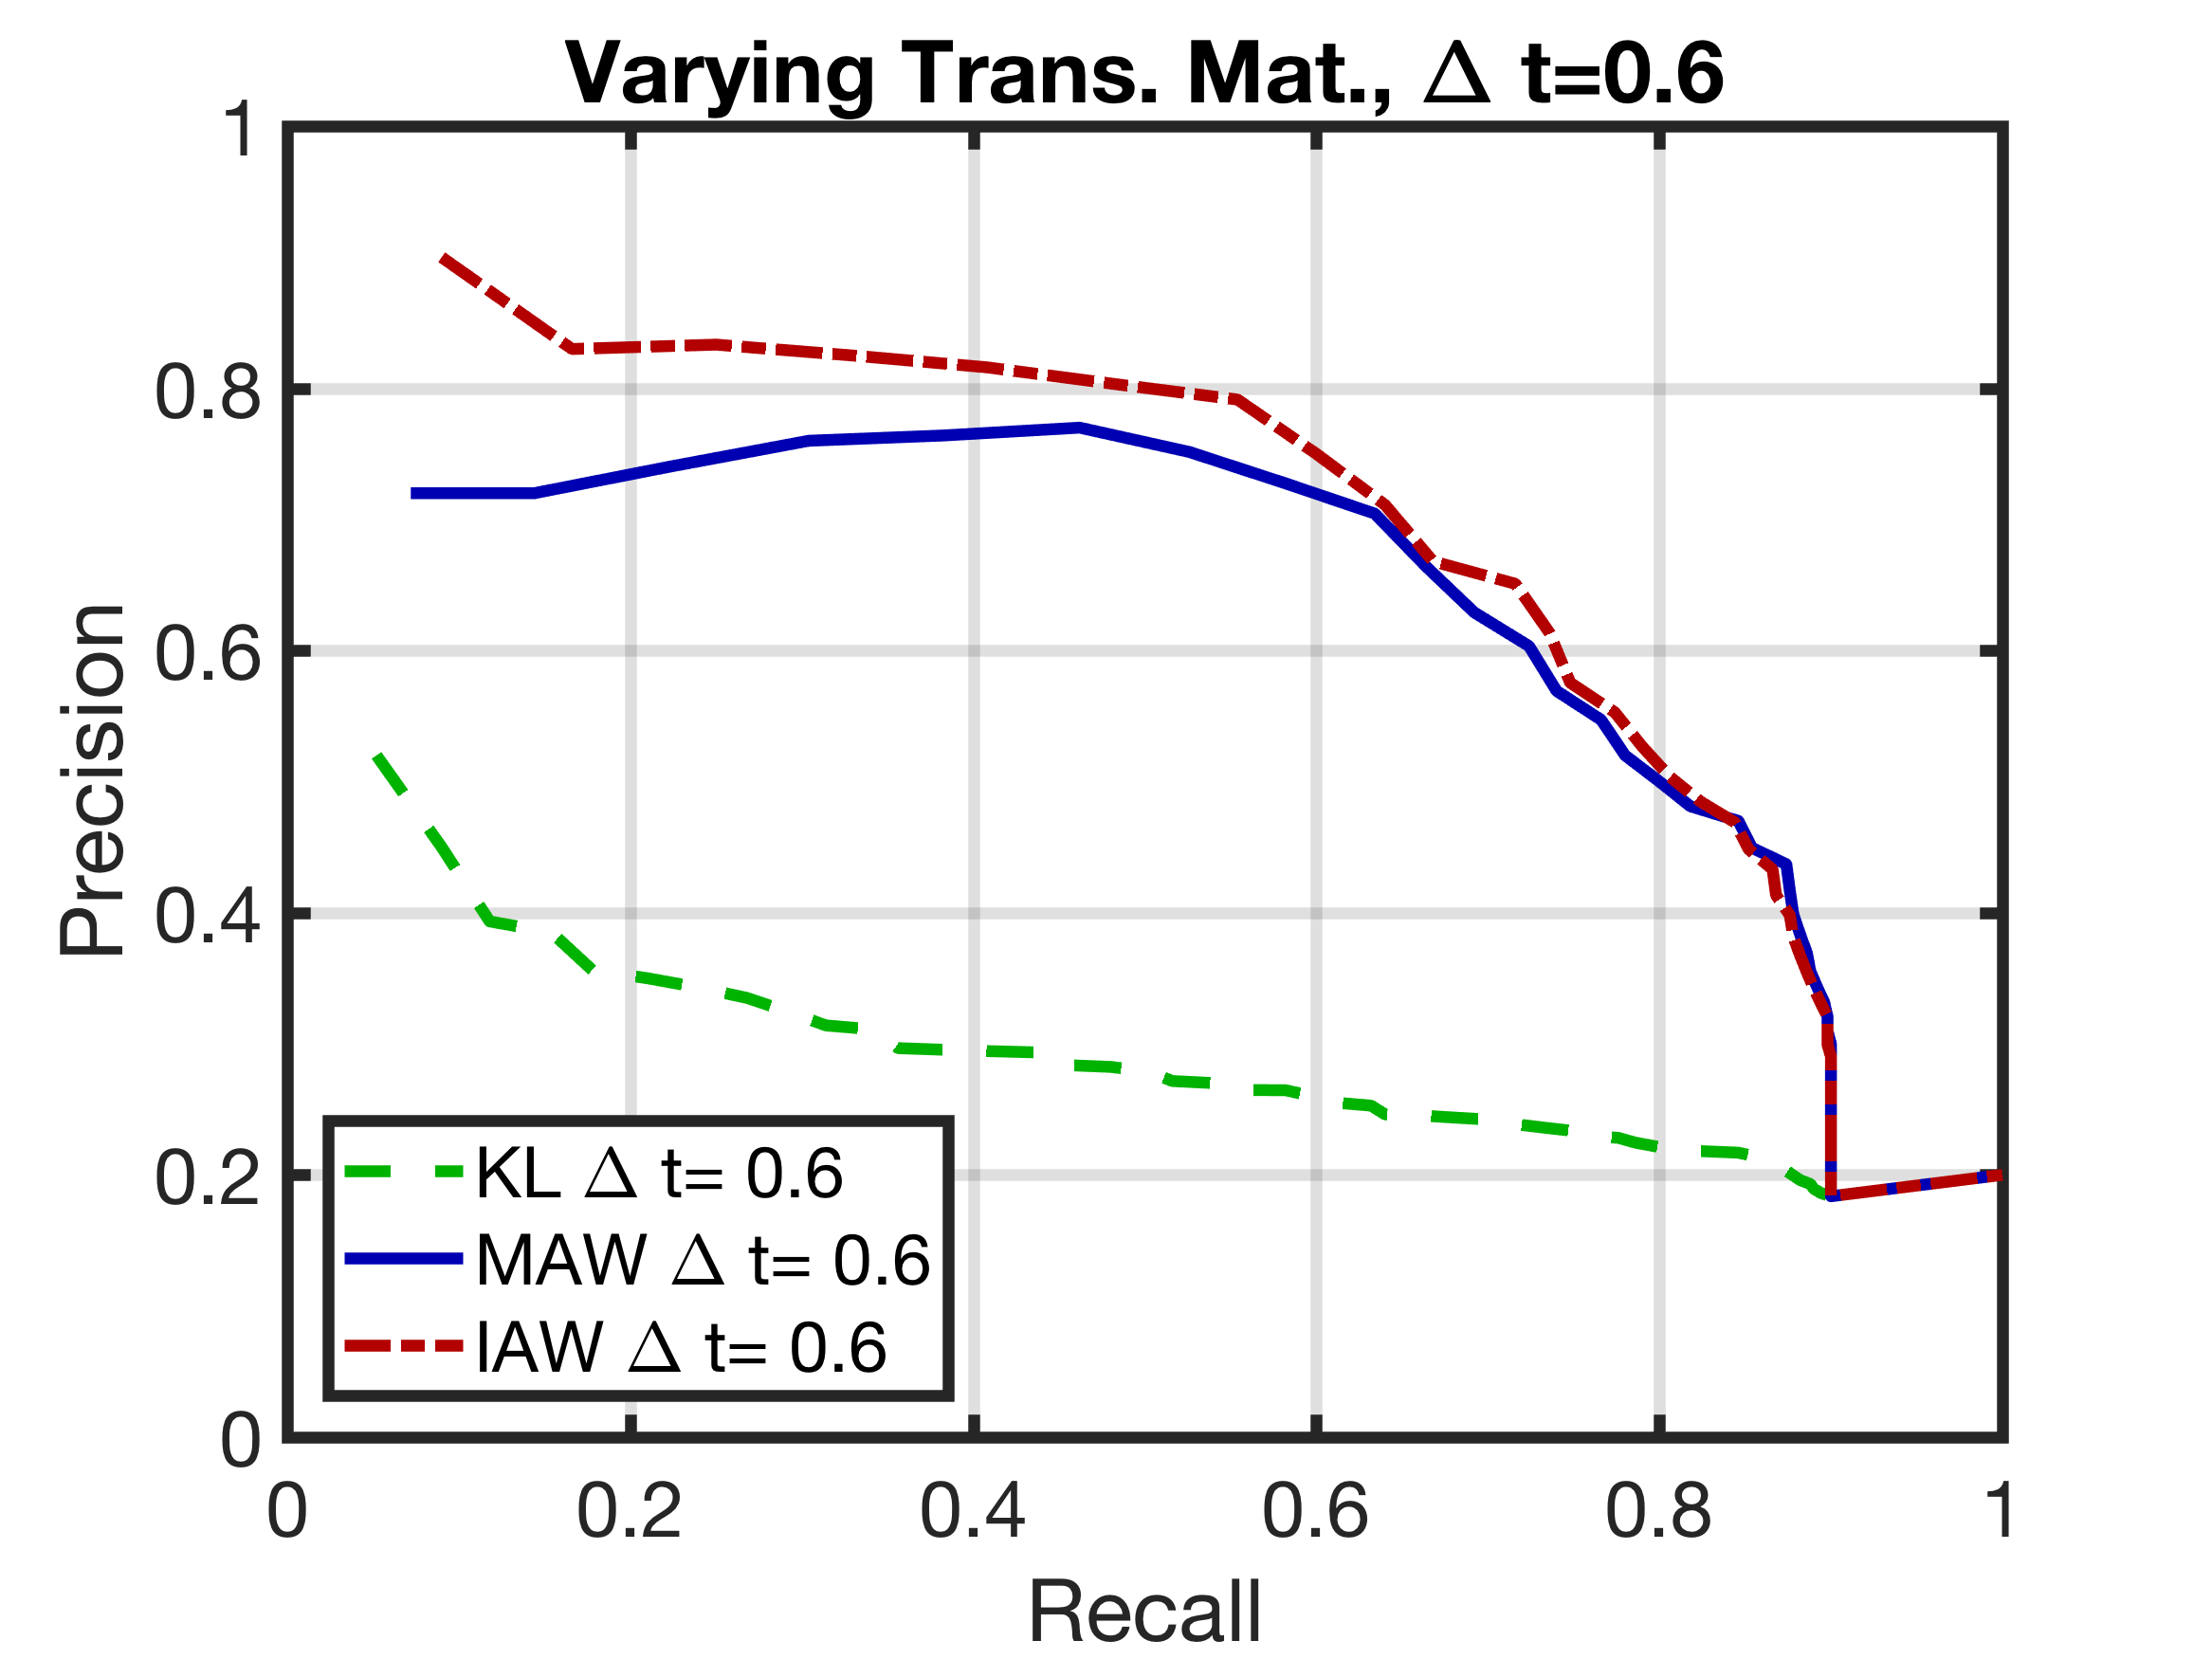 Varying Trans. Mat., Δ t=0.6
1
0.8
0.6
0.4
0.2
0
Precision
KL Δ t= 0.6
MAW Δ t= 0.6
IAW Δ t= 0.6
0 0.2 0.4 0.6 0.8 1
Recall